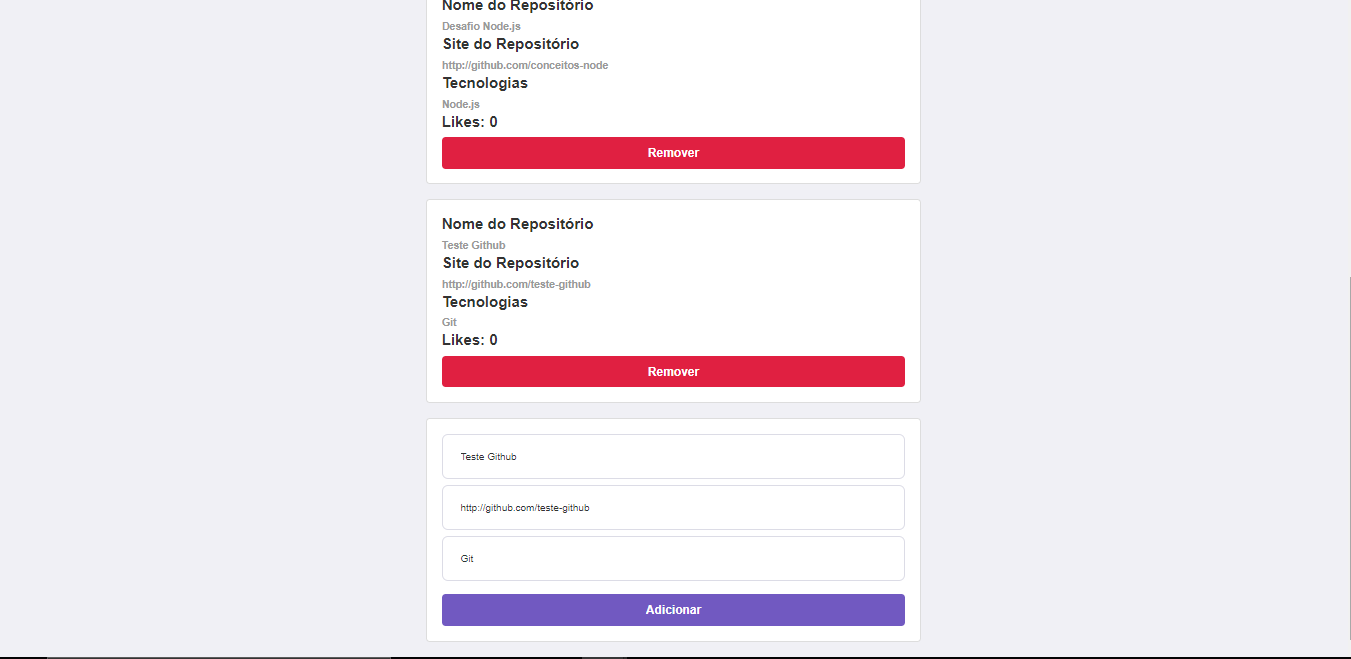 Nome do Repositório
Desafio Node.js
Site do Repositório
http://github.com/conceitos-node
Tecnologias
Node.js
Likes: 0
Remover
Nome do Repositório
Teste Github
Site do Repositório
http://github.com/teste-github
Tecnologias
Git
Likes: 0
Remover
Teste Github
http://github.com/teste-github
Git
Adicionar